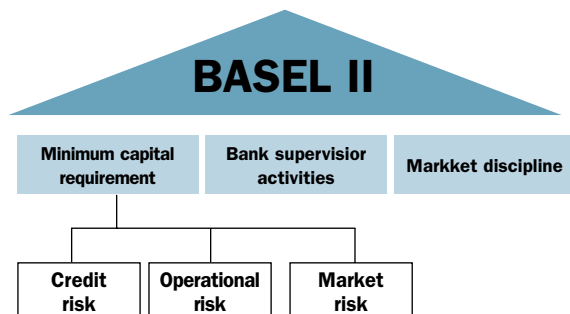 BASEL II
Minimum capital
requirement
Bank supervisior
activities
Markket discipline
Credit
risk
Operational
risk
Market
risk